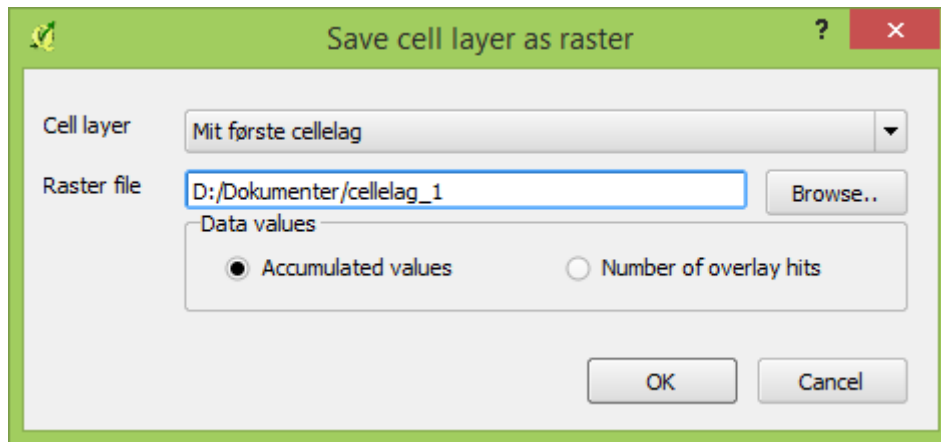 Save cell layer as raster
?
Cell layer
Mit første cellelag
Raster file
D:/Dokumenter/cellelag_1
Browse..
Data values
Accumulated values
Number of overlay hits
OK
Cancel